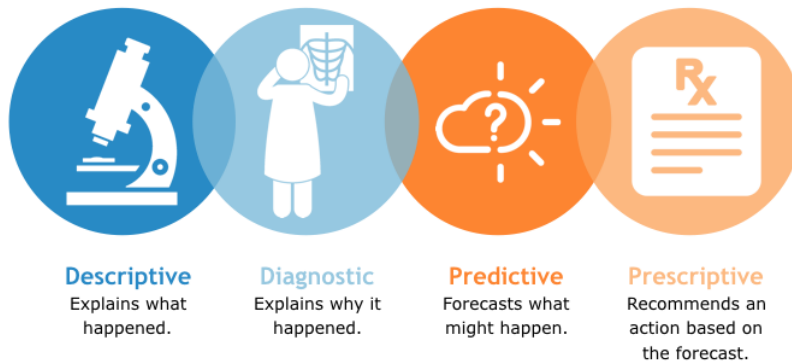 ?
Rx
Descriptive
Explains what
happened.
Diagnostic
Explains why it
happened.
Predictive
Forecasts what
might happen.
Prescriptive
Recommends an
action based on
the forecast.